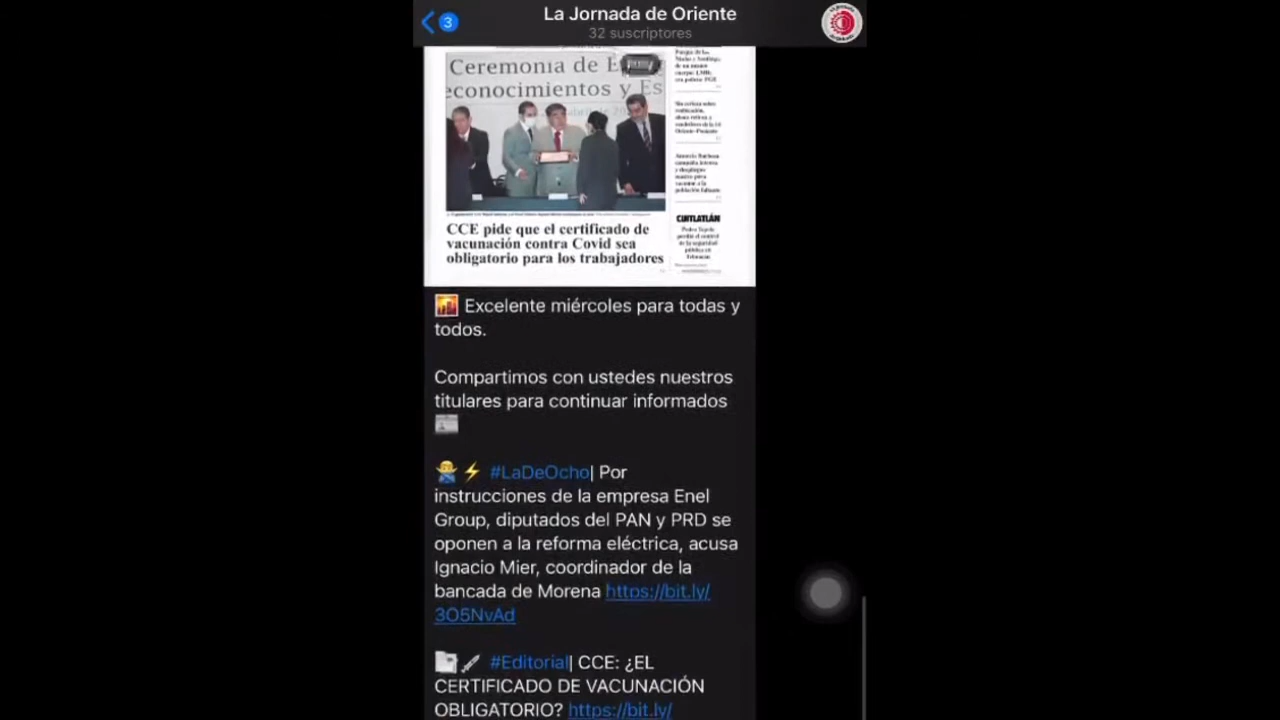 3
La Jornada de Oriente
32 suscriptores
Ceremonia de
econocimientos y Es
CCE pide que el certificado de
vacunación contra Covid sea
obligatorio para los trabajadores
CUITLATLÁN
Excelente miércoles para todas y
todos.
Compartimos con ustedes nuestros
titulares para continuar informados
#LaDeOcho| Por
instrucciones de la empresa Enel
Group, diputados del PAN y PRD se
oponen a la reforma eléctrica, acusa
Ignacio Mier, coordinador de la
bancada de Morena https://bit.ly/
3O5NvAd
#Editorial| CCE: ¿EL
CERTIFICADO DE VACUNACIÓN
OBLIGATORIO? https://bit.ly/